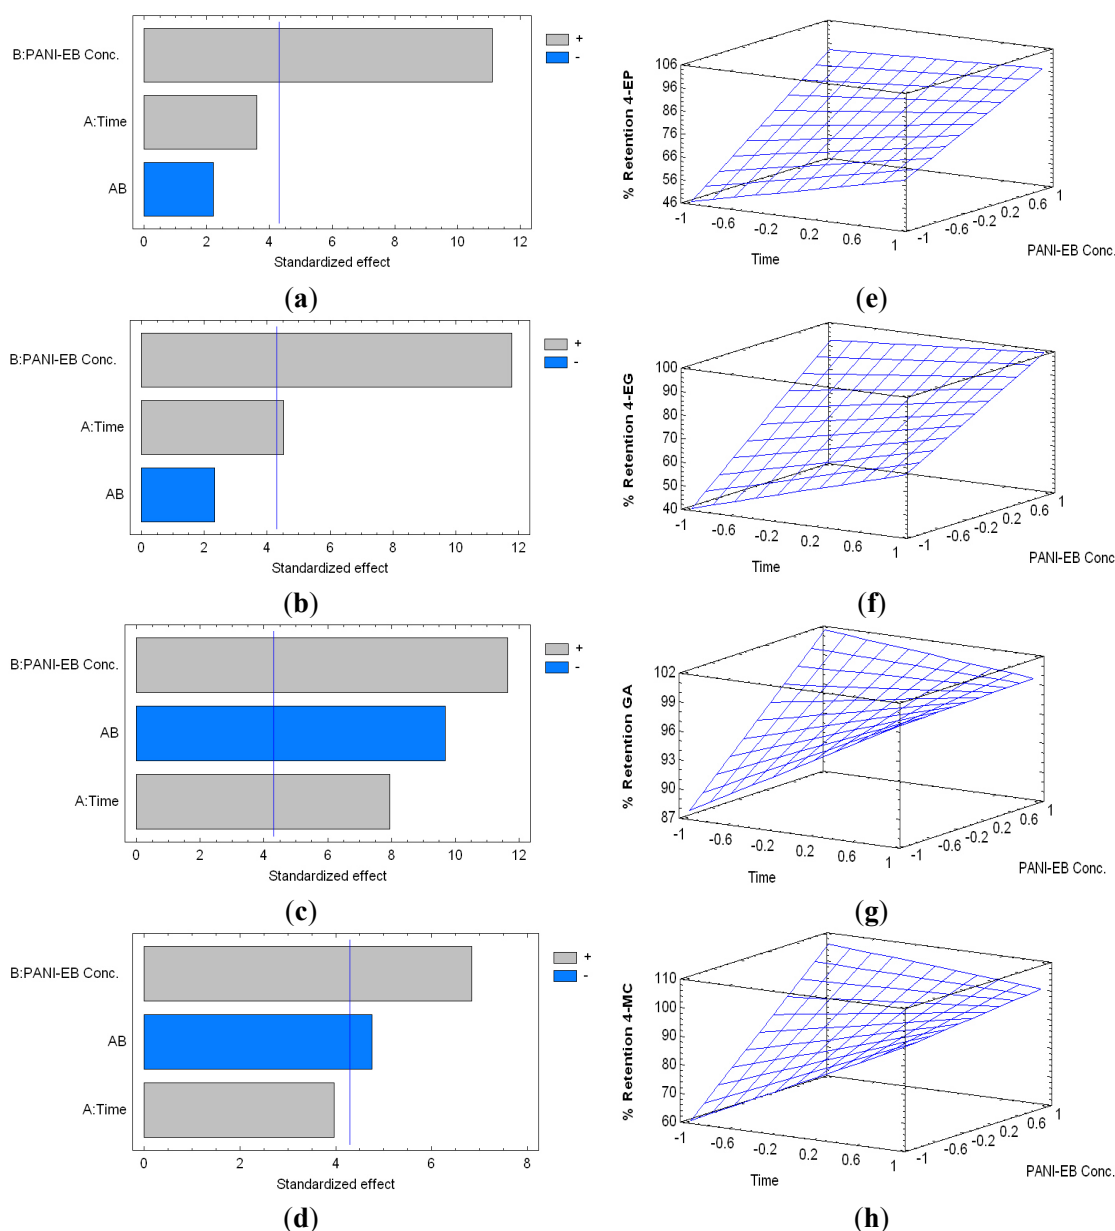 B:PANI-EB Conc.
A:Time
AB
0 2 4 6 8 10 12
Standardized effect
+
-
(a)
% Retention 4-EP
106
96
86
76
66
56
46
-1 -0.6 -0.2 0.2 0.6 1
Time
-1 -0.6 -0.2 0.2 0.6 1
PANI-EB Conc.
(e)
B:PANI-EB Conc.
A:Time
AB
0 2 4 6 8 10 12
Standardized effect
+
-
(b)
% Retention 4-EG
100
90
80
70
60
50
40
-1 -0.6 -0.2 0.2 0.6 1
Time
-1 -0.6 -0.2 0.2 0.6 1
PANI-EB Conc
(f)
B:PANI-EB Conc.
AB
A:Time
0 2 4 6 8 10 12
Standardized effect
+
-
(c)
% Retention GA
102
99
96
93
90
87
-1 -0.6 -0.2 0.2 0.6 1
Time
-1 -0.6 -0.2 0.2 0.6 1
PANI-EB Conc.
(g)
B:PANI-EB Conc.
AB
A:Time
0 2 4 6 8
Standardized effect
+
-
(d)
% Retention 4-MC
110
100
90
80
70
60
-1 -0.6 -0.2 0.2 0.6 1
Time
-1 -0.6 -0.2 0.2 0.6 1
PANI-EB Conc.
(h)